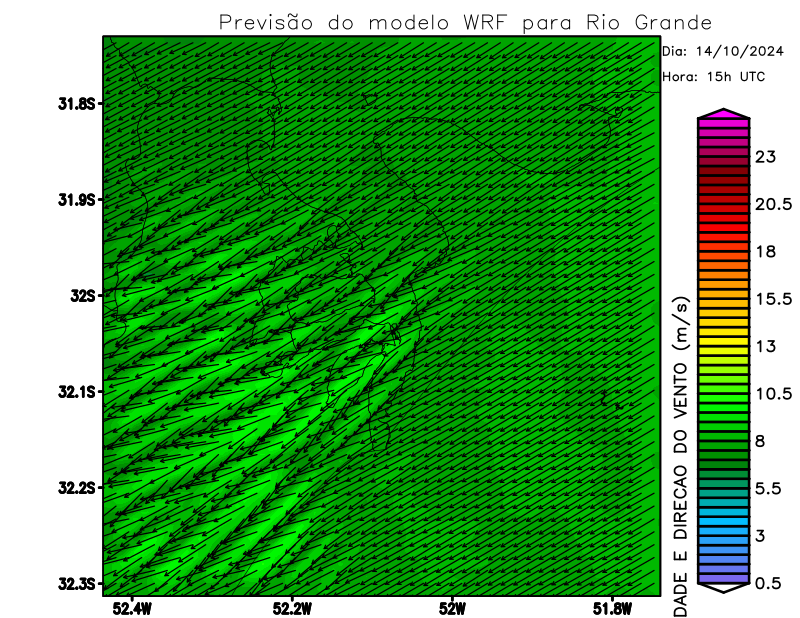 Previsão do modelo WRF para Rio Grande
Dia: 14/10/2024
Hora: 15h UTC
31.8S
31.9S
32S
32.1S
32.2S
32.3S
52.4W
52.2W
52W
51.8W
DADE E DIRECAO DO VENTO (m/s)
23
20.5
18
15.5
13
10.5
8
5.5
3
0.5